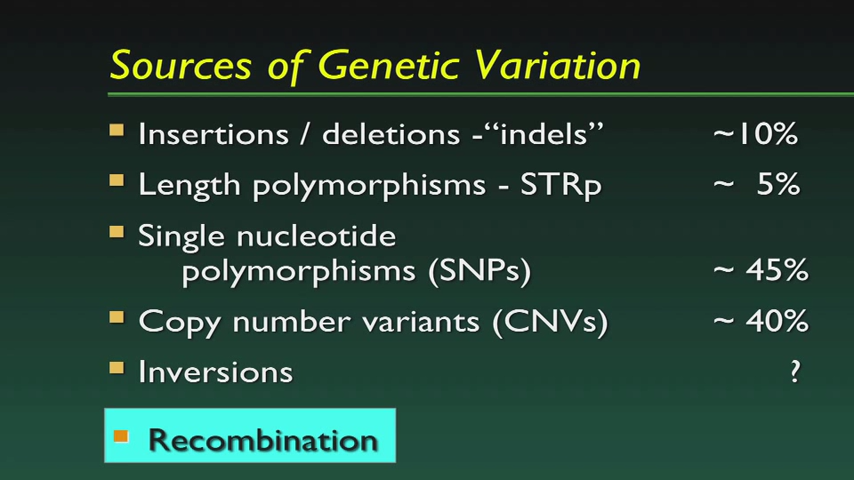 Sources of Genetic Variation
Insertions / deletions -“indels” ~10%
Length polymorphisms - STRp ~ 5%
Single nucleotide
polymorphisms (SNPs) ~ 45%
Copy number variants (CNVs) ~ 40%
Inversions ?
Recombination